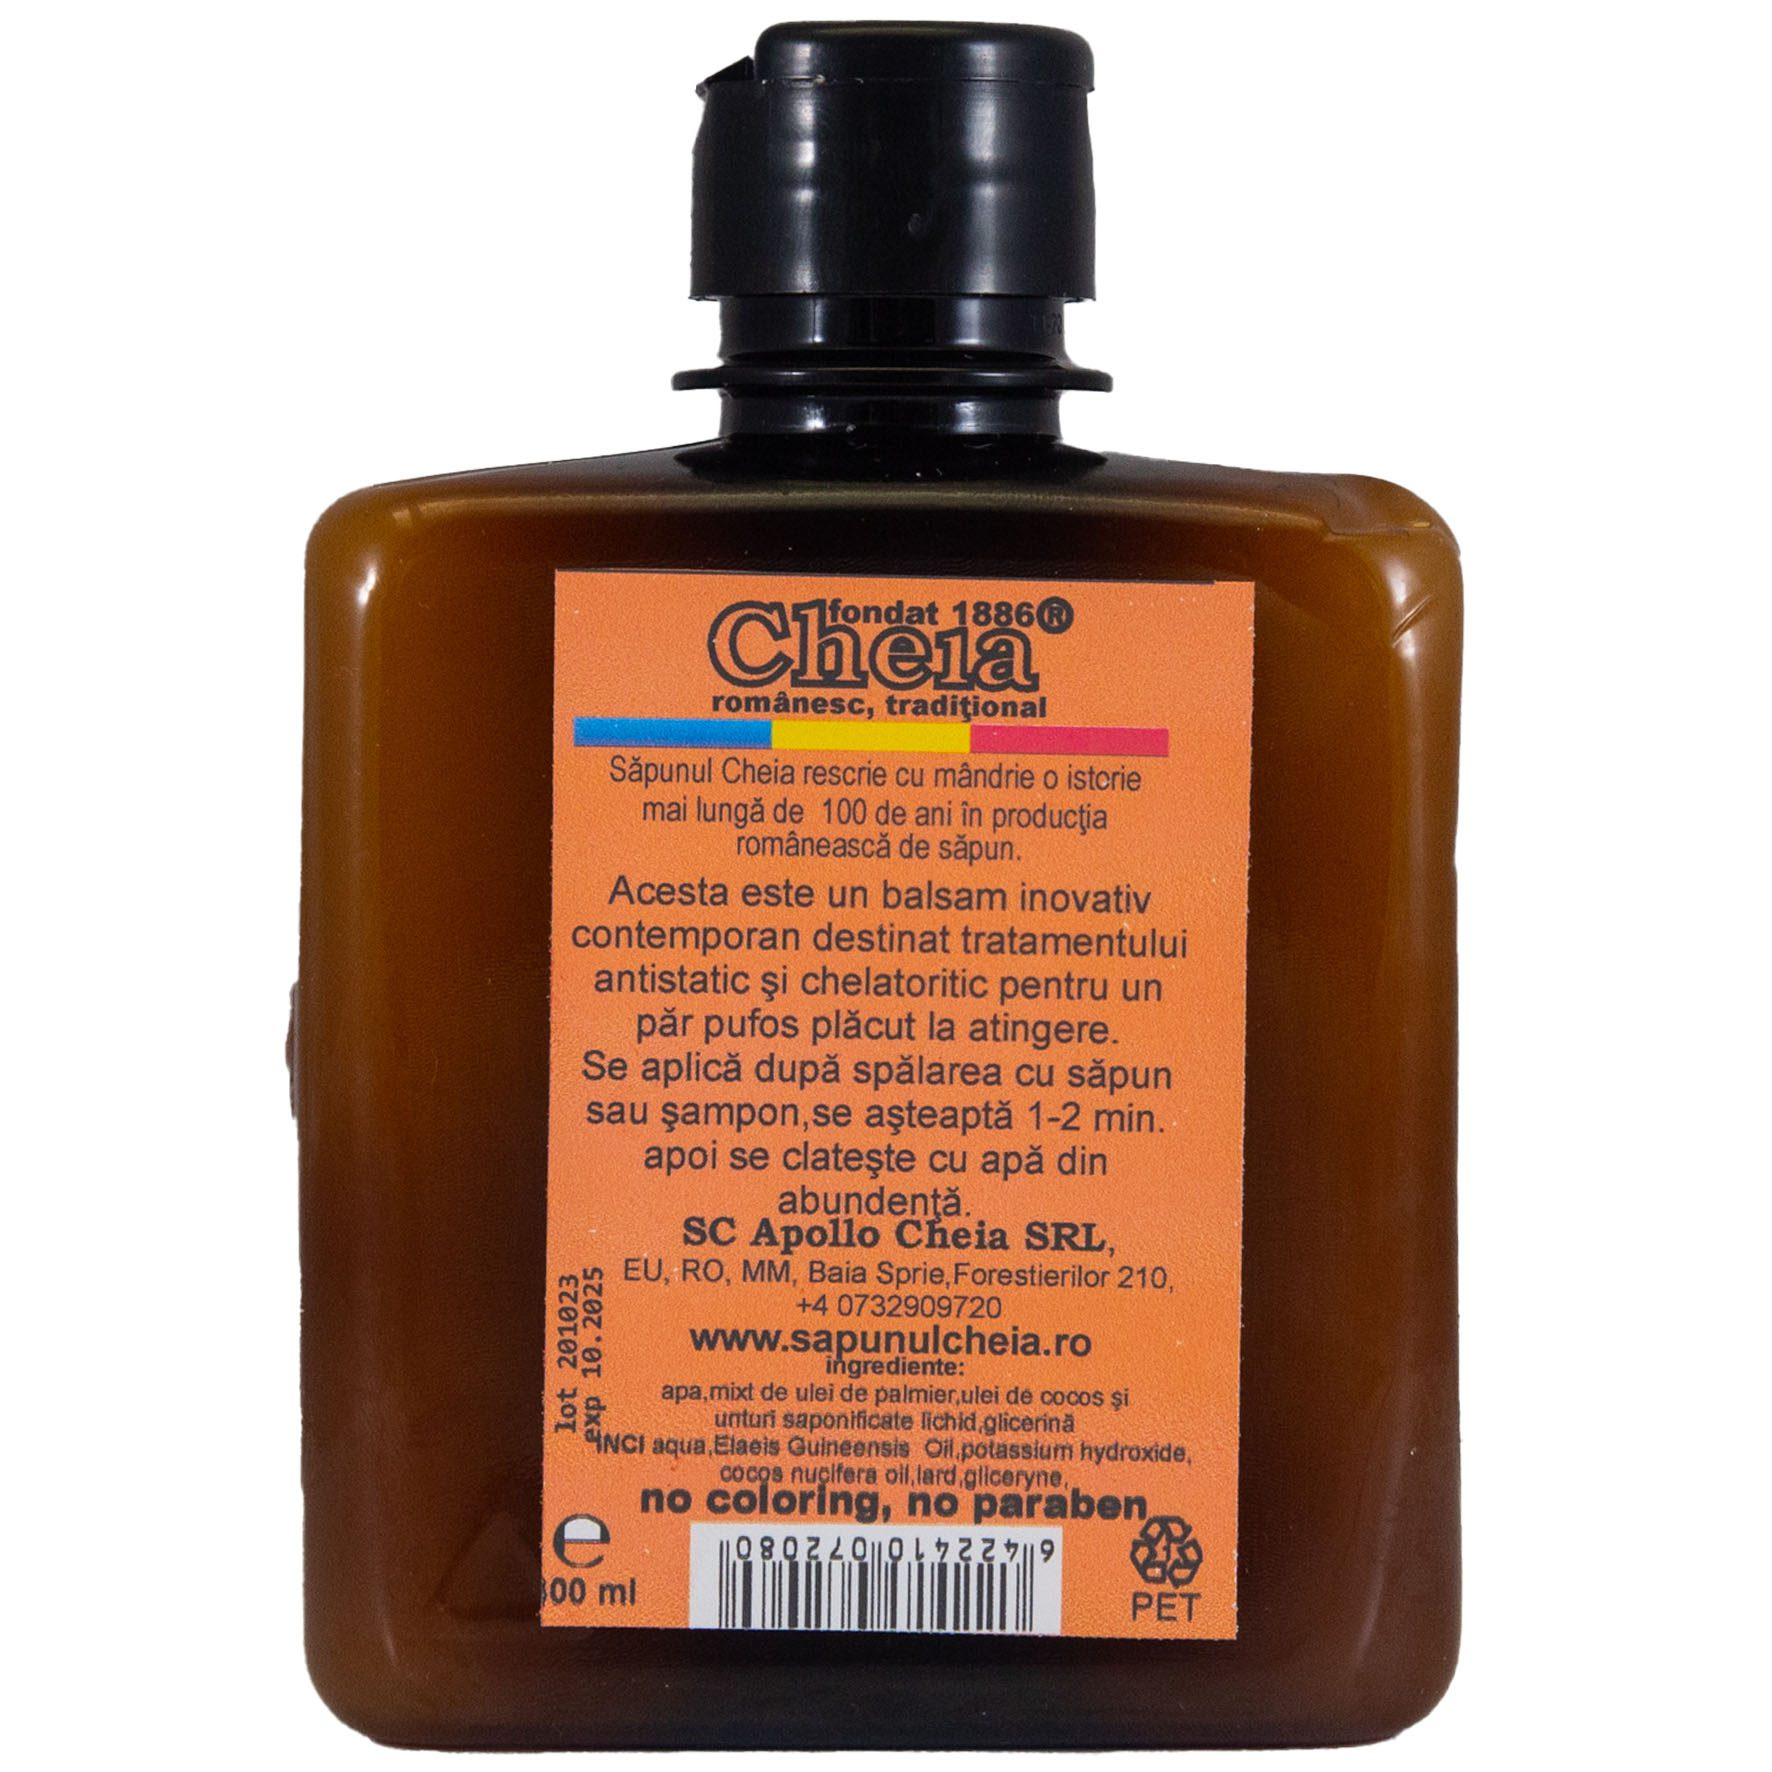 fondat 1886®
Cheia
românesc, tradiţional
Săpunul Cheia rescrie cu mândrie o istorie
mai lungă de 100 de ani în producţia
românească de săpun.
Acesta este un balsam inovativ
contemporan destinat tratamentului
antistatic şi chelatoritic pentru un
păr pufos plăcut la atingere.
Se aplică după spălarea cu săpun
sau şampon,se aşteaptă 1-2 min.
apoi se clateşte cu apă din
abundenţă.
SC Apollo Cheia SRL,
EU, RO, MM, Baia Sprie,Forestierilor 210,
+4 0732909720
www.sapunulcheia.ro
ingrediente:
apa,mixt de ulei de palmier,ulei de cocos şi
unturi saponificate lichid,glicerină
INCI aqua,Elaeis Guineensis Oil,potassium hydroxide,
cocos nucifera oil,lard,gliceryne,
no coloring, no paraben
lot 201023
exp 10.2025
e
ml
6422410072080
1
PET